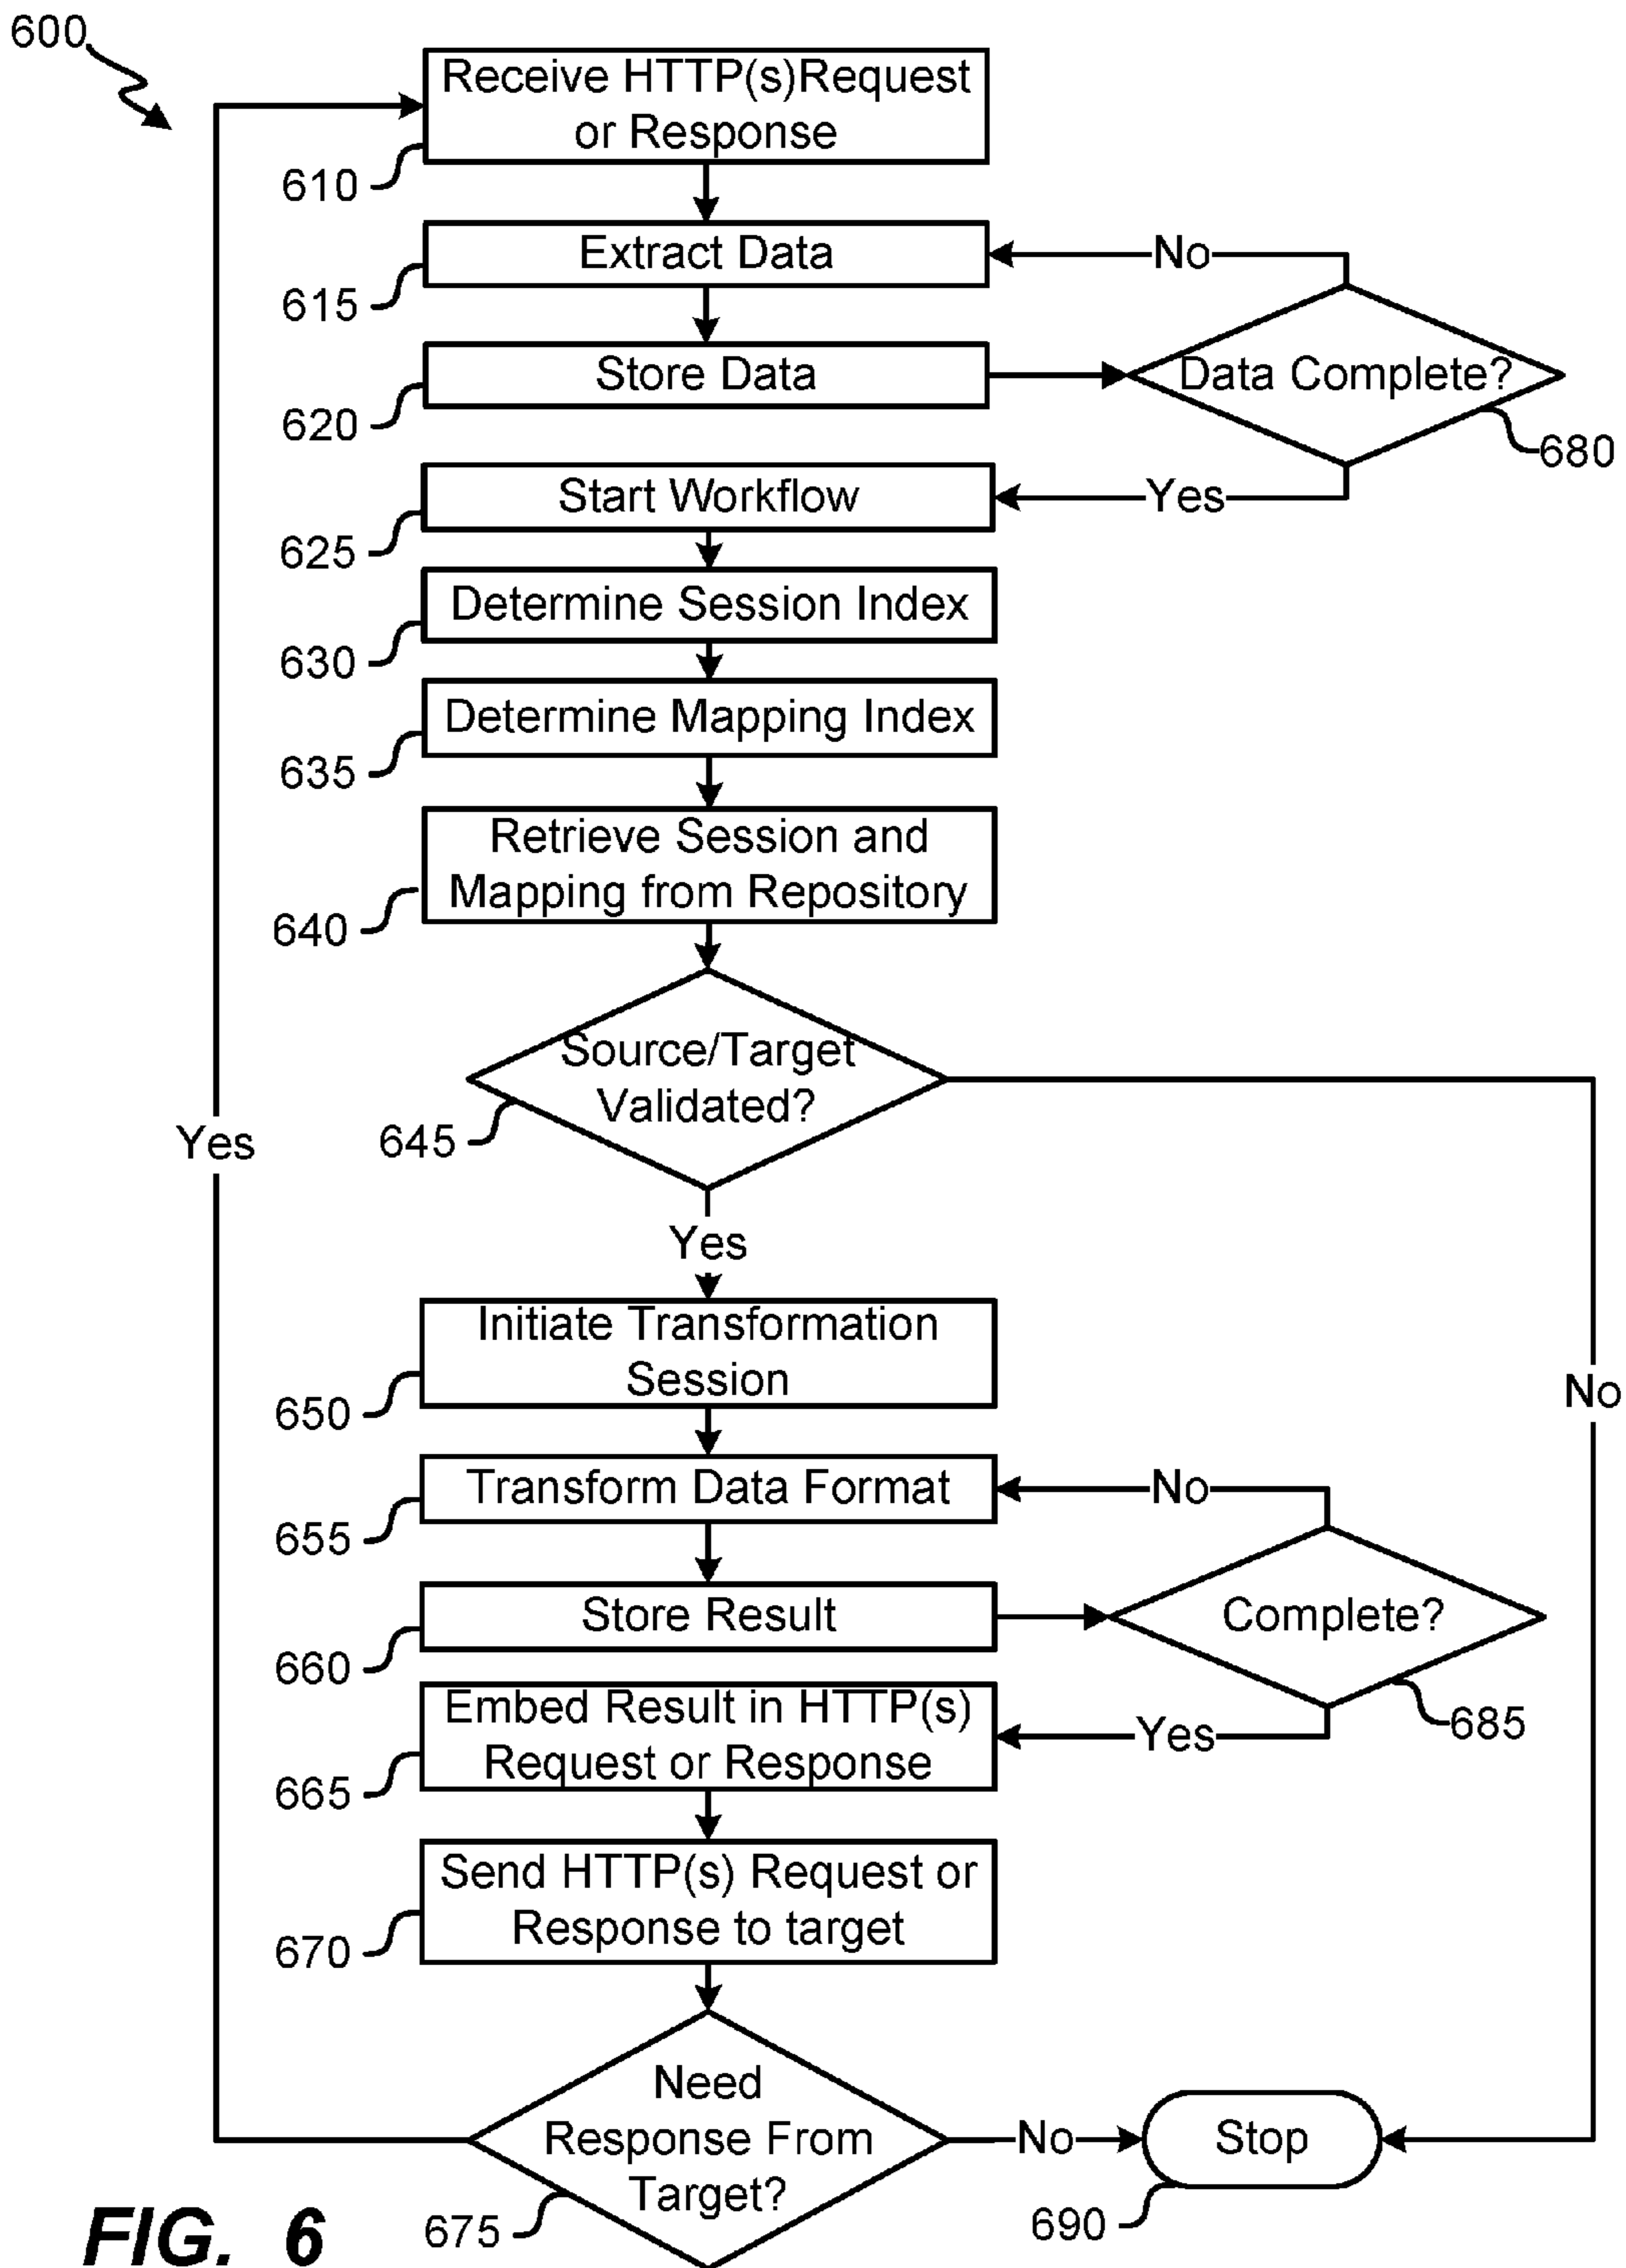 600
Receive HTTP(s)Request
or Response
610
Extract Data
No
615
Store Data
Data Complete?
620
680
Start Workflow
Yes
625
Determine Session Index
630
Determine Mapping Index
635
Retrieve Session and
Mapping from Repository
640
Source/Target
Validated?
645
Yes
Yes
Initiate Transformation
Session
650
No
Transform Data Format
No
655
Store Result
Complete?
660
Embed Result in HTTP(s)
Request or Response
Yes
685
665
Send HTTP(s) Request or
Response to target
670
Need
Response From
Target?
No
Stop
675
690
FIG. 6